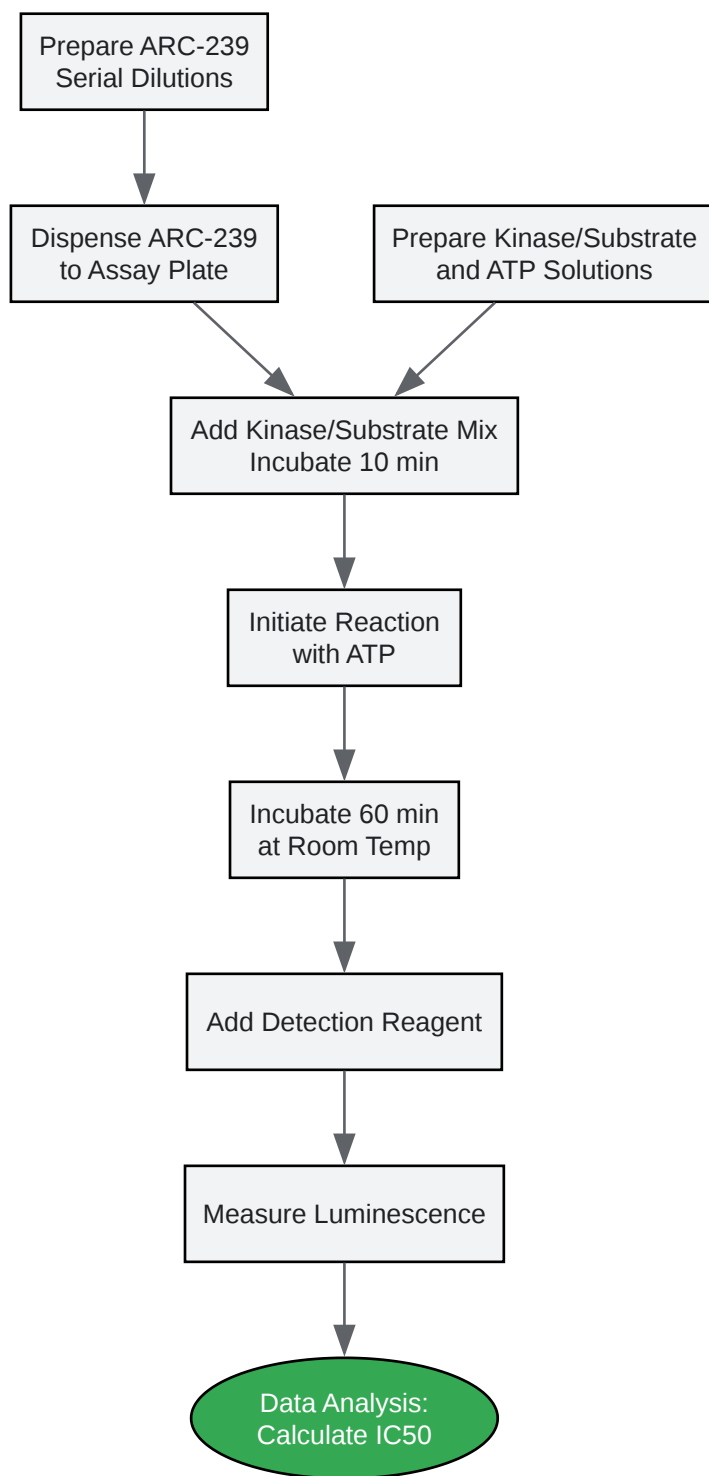 Prepare ARC-239
Serial Dilutions
Dispense ARC-239
to Assay Plate
Prepare Kinase/Substrate
and ATP Solutions
Add Kinase/Substrate Mix
Incubate 10 min
Initiate Reaction
with ATP
Incubate 60 min
at Room Temp
Add Detection Reagent
Measure Luminescence
Data Analysis:
Calculate IC50